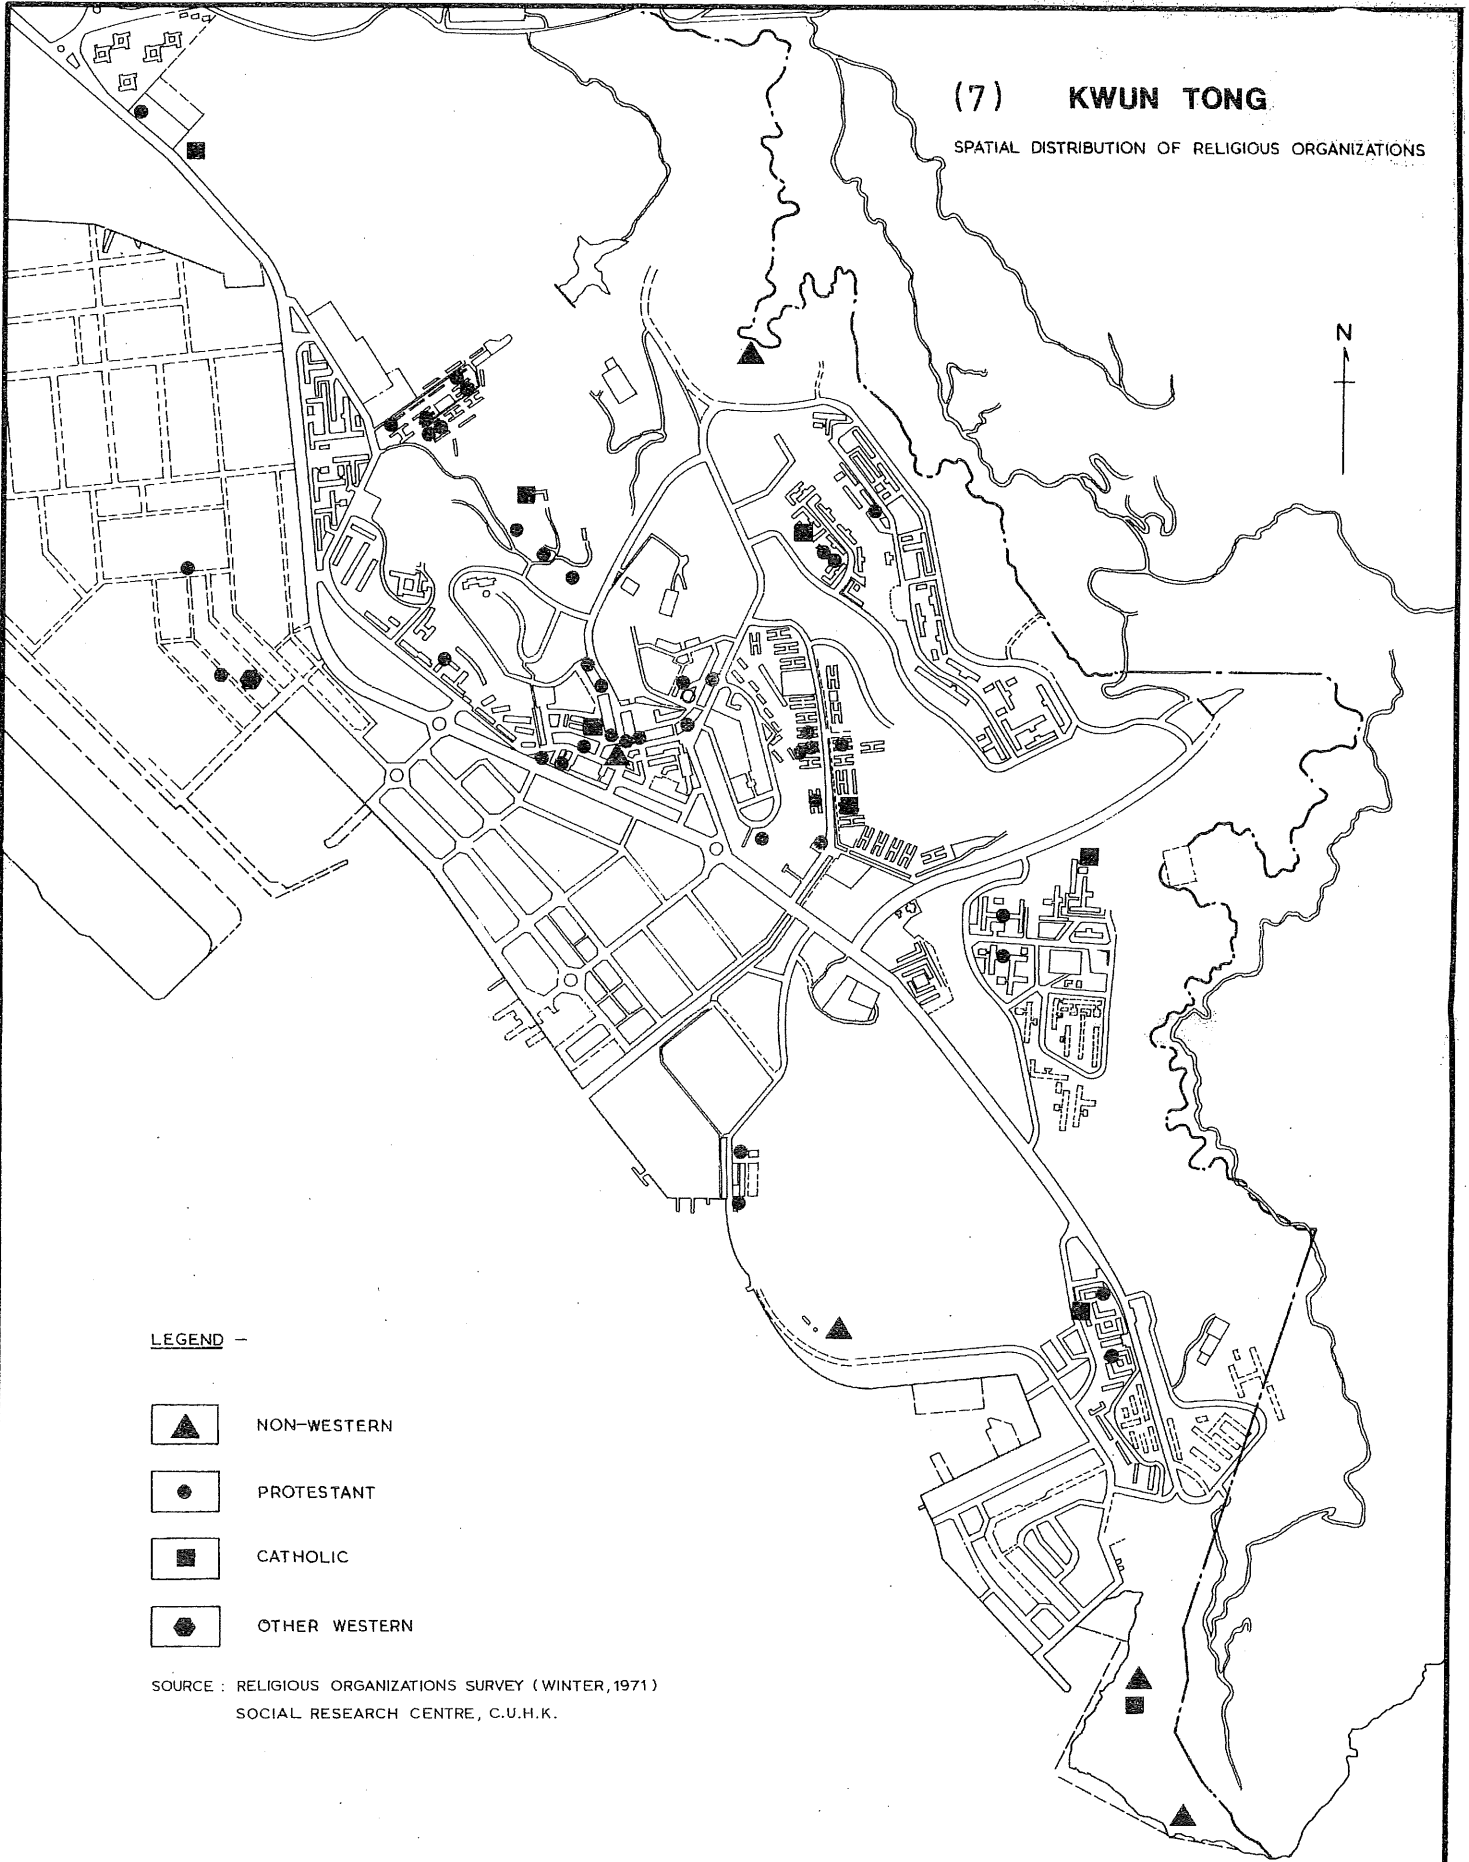 (7) KWUN TONG
SPATIAL DISTRIBUTION OF RELIGIOUS ORGANIZATIONS
N
LEGEND –
NON-WESTERN
PROTESTANT
CATHOLIC
OTHER WESTERN
SOURCE : RELIGIOUS ORGANIZATIONS SURVEY (WINTER, 1971)
SOCIAL RESEARCH CENTRE, C.U.H.K.